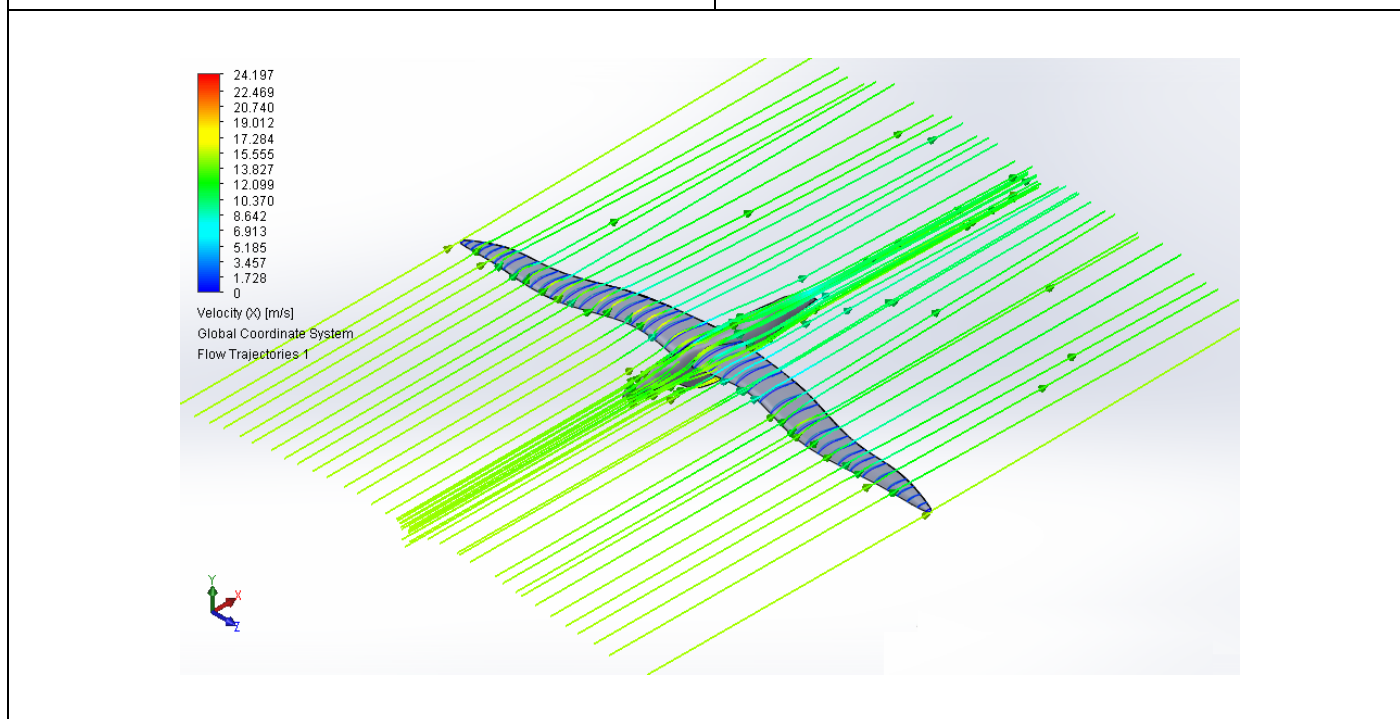 24.197
22.469
20.740
19.012
17.284
15.555
13.827
12.099
10.370
8.642
6.913
5.185
3.457
1.728
0
Velocity (X) [m/s]
Global Coordinate System
Flow Trajectories 1
Y
X
Z